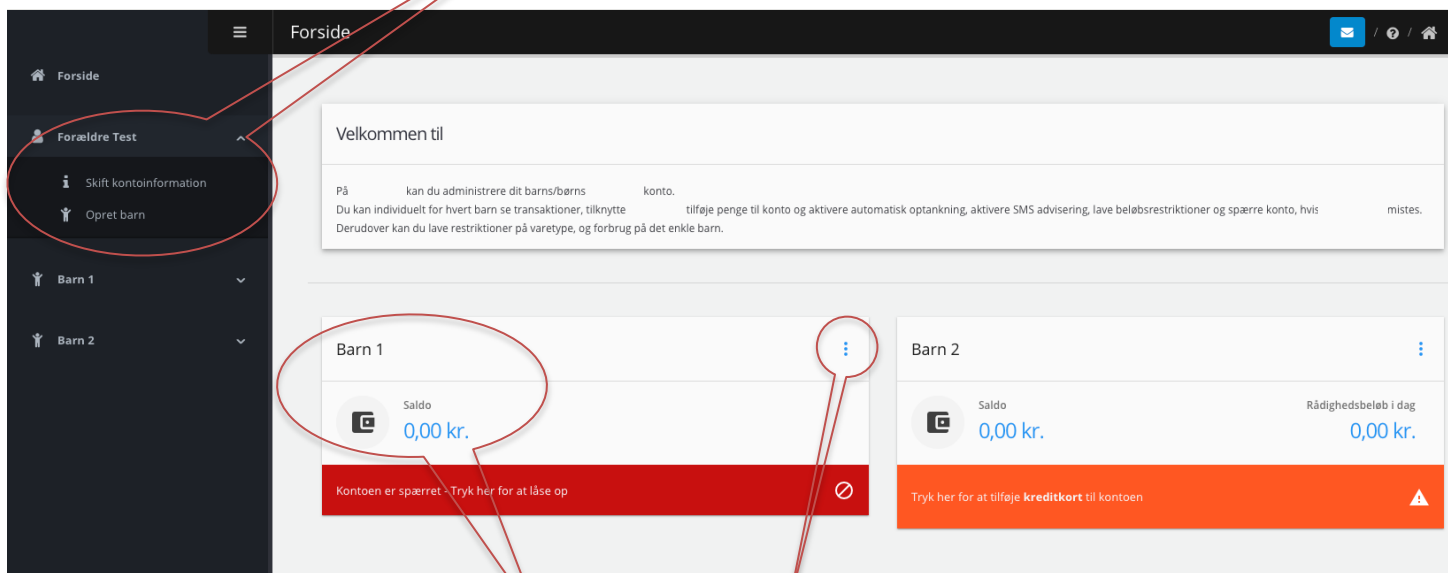 Forside
/ /
Forside
Forældre Test
Skift kontoinformation
Opret barn
Barn 1
Barn 2
Velkommen til
På kan du administrere dit barns/børns konto.
Du kan individuelt for hvert barn se transaktioner, tilknytte tilføje penge til konto og aktivere automatisk optankning, aktivere SMS advisering, lave beløbsrestriktioner og spærre konto, hvis mistes.
Derudover kan du lave restriktioner på varetype, og forbrug på det enkle barn.
Barn 1
Saldo
0,00 kr.
Kontoen er spærret - Tryk her for at låse op
Barn 2
Saldo
0,00 kr.
Rådighedsbeløb i dag
0,00 kr.
Tryk her for at tilføje kreditkort til kontoen